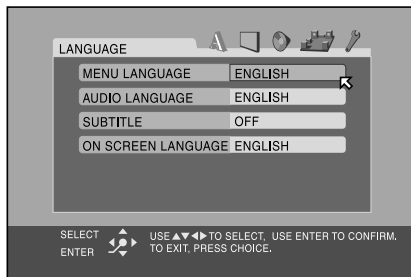 LANGUAGE
MENU LANGUAGE ENGLISH
AUDIO LANGUAGE ENGLISH
SUBTITLE OFF
ON SCREEN LANGUAGE ENGLISH
SELECT
ENTER
USE ▲▼◀▶ TO SELECT, USE ENTER TO CONFIRM.
TO EXIT, PRESS CHOICE.